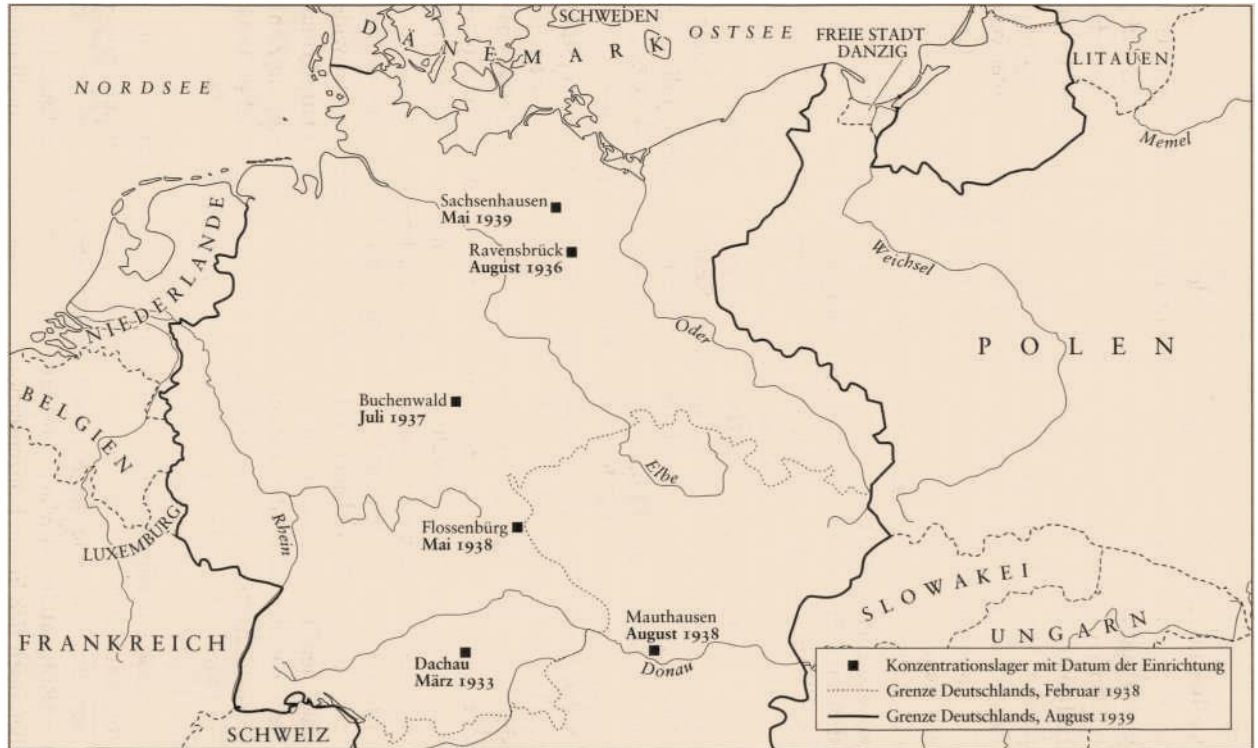 SCHWEDEN
DÄNEMARK
OSTSEE
FREIE STADT
DANZIG
LITAUEN
NORDSEE
Memel
Sachsenhausen
Mai 1939
Ravensbrück
August 1936
NIEDERLANDE
Weichsel
Oder
POLEN
BELGIEN
Buchenwald
Juli 1937
Elbe
LUXEMBURG
Rhein
Flossenbürg
Mai 1938
SLOWAKEI
UNGARN
FRANKREICH
Mauthausen
August 1938
Donau
Dachau
März 1933
SCHWEIZ
Konzentrationslager mit Datum der Einrichtung
Grenze Deutschlands, Februar 1938
Grenze Deutschlands, August 1939